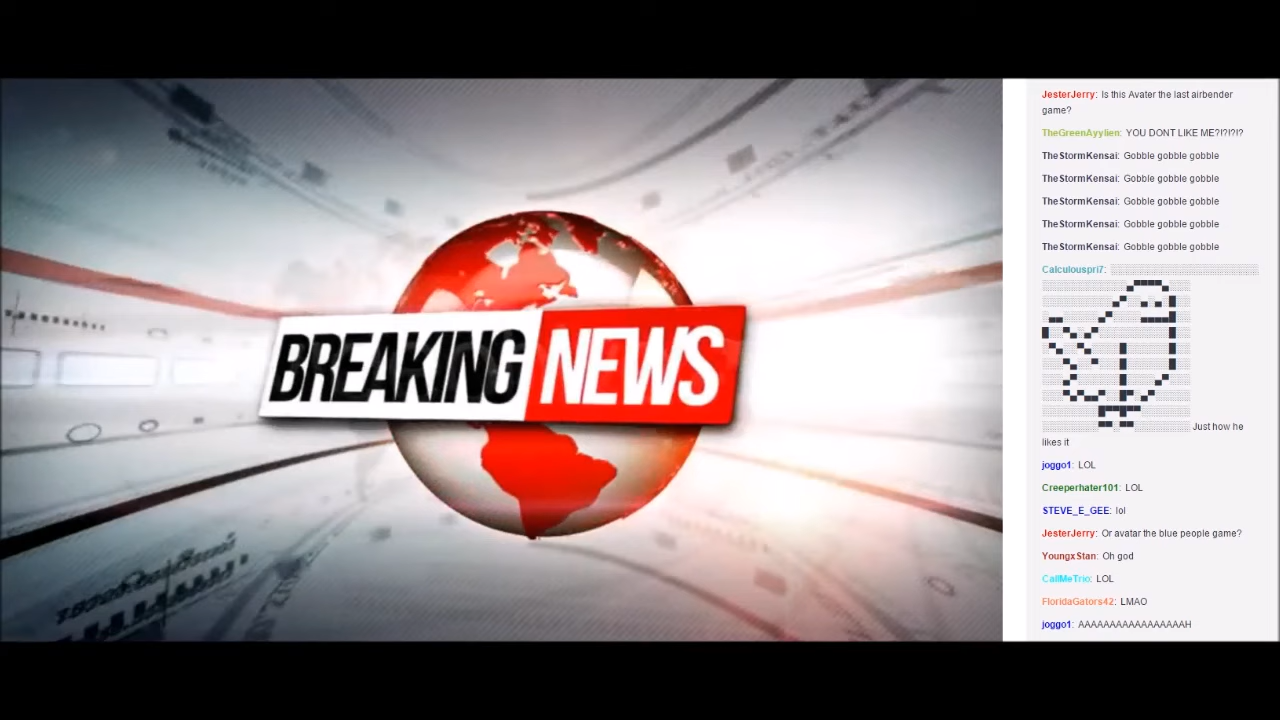 BREAKING NEWS
JesterJerry: Is this Avater the last airbender
game?
TheGreenAyylien: YOU DONT LIKE ME?!?!?!?
TheStormKensai: Gobble gobble gobble
TheStormKensai: Gobble gobble gobble
TheStormKensai: Gobble gobble gobble
TheStormKensai: Gobble gobble gobble
TheStormKensai: Gobble gobble gobble
Calculouspri7:
Just how he
likes it
joggo1: LOL
Creeperhater101: LOL
STEVE_E_GEE: lol
JesterJerry: Or avatar the blue people game?
YoungxStan: Oh god
CallMeTrio: LOL
FloridaGators42: LMAO
joggo1: AAAAAAAAAAAAAAAAAH